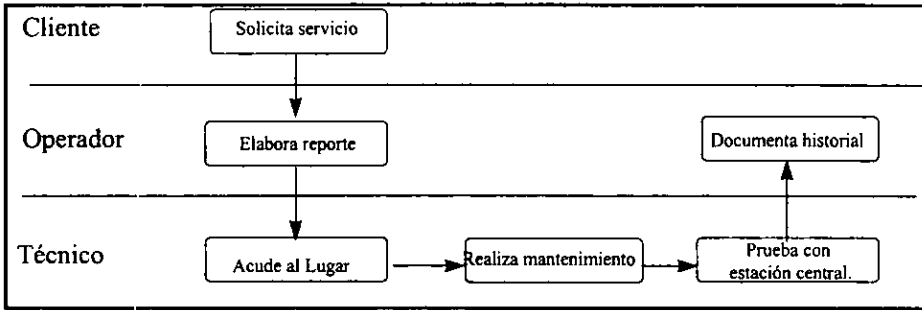 Cliente
Solicita servicio
Operador
Elabora reporte
Documenta historial
Técnico
Acude al Lugar
Realiza mantenimiento
Prueba con
estación central.